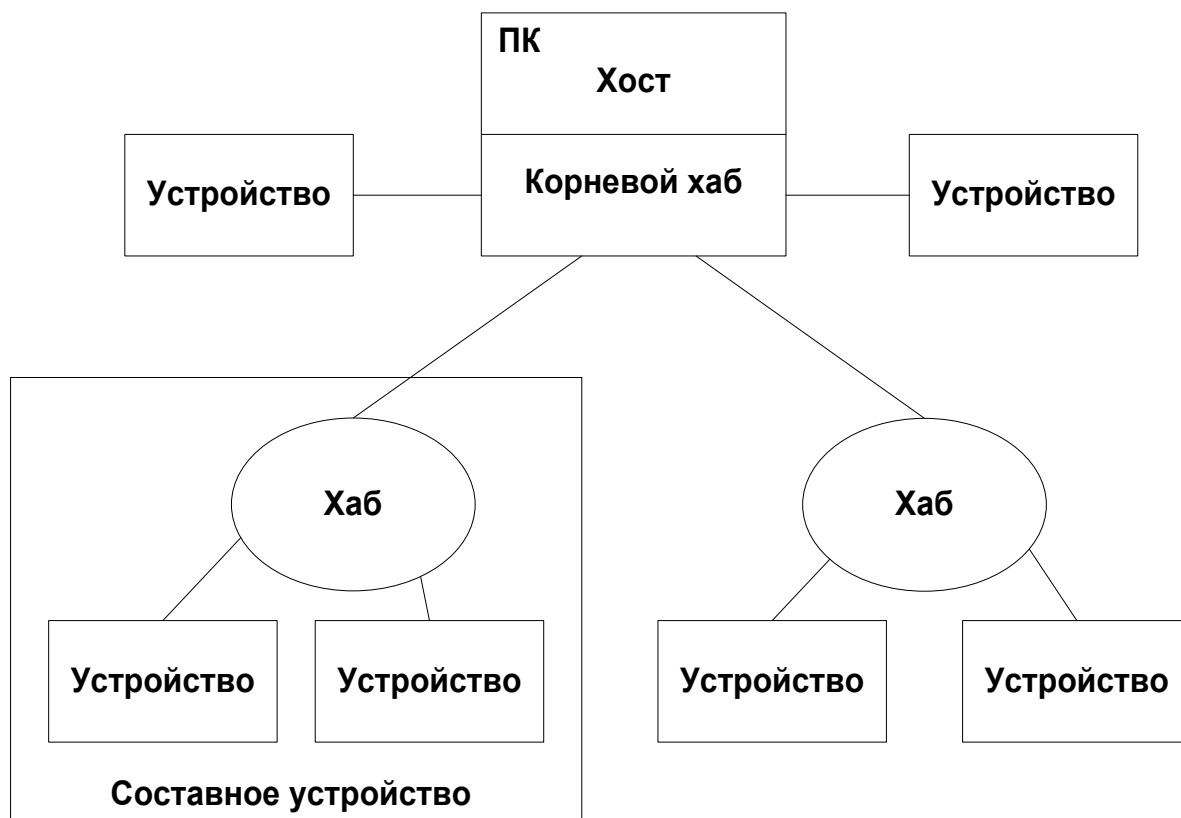 ПК
Хост
Устройство
Корневой хаб
Устройство
Хаб
Хаб
Устройство
Устройство
Устройство
Устройство
Составное устройство